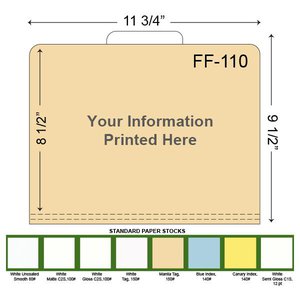 11 3/4"
FF-110
8 1/2"
9 1/2"
Your Information
Printed Here
STANDARD PAPER STOCKS
White Uncoated
Smooth 60#
White
Matte C2S,100#
White
Gloss C2S,100#
White
Tag, 150#
Manila Tag,
150#
Blue Index,
140#
Canary Index,
140#
White
Semi Gloss C1S,
12 pt